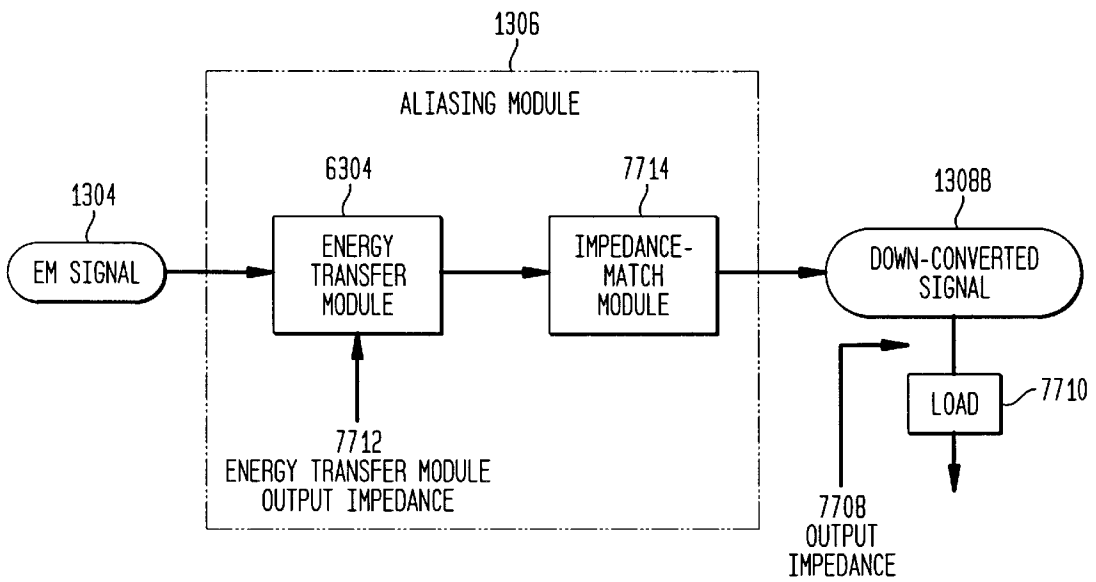 1306
ALIASING MODULE
6304
7714
1304
1308B
EM SIGNAL
ENERGY
TRANSFER
MODULE
IMPEDANCE-
MATCH
MODULE
DOWN-CONVERTED
SIGNAL
LOAD
7710
7712
ENERGY TRANSFER MODULE
OUTPUT IMPEDANCE
7708
OUTPUT
IMPEDANCE